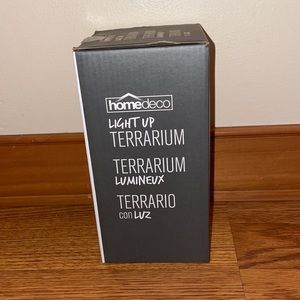 homedeco
LIGHT UP
TERRARIUM
TERRARIUM
LUMINEUX
TERRARIO
con LUZ